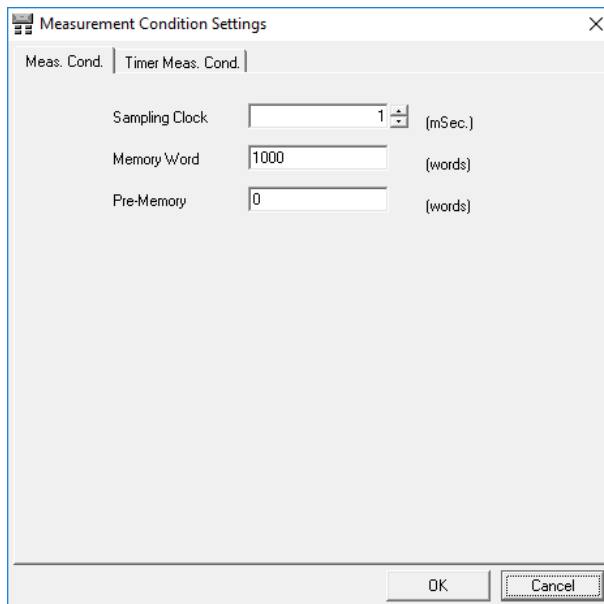 Measurement Condition Settings
Meas. Cond. Timer Meas. Cond.
Sampling Clock 1 (mSec.)
Memory Word 1000 (words)
Pre-Memory 0 (words)
OK Cancel